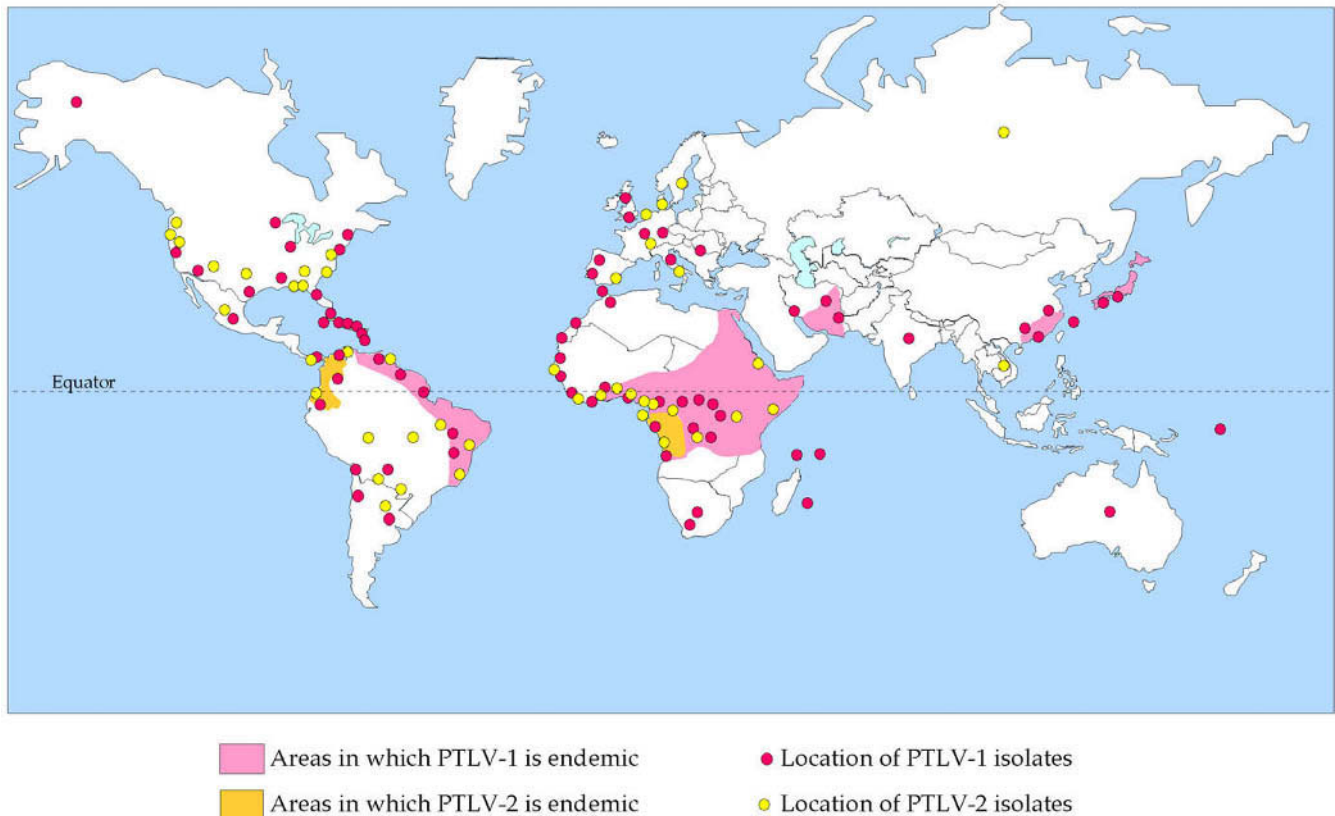 Equator
Areas in which PTLV-1 is endemic
Location of PTLV-1 isolates
Areas in which PTLV-2 is endemic
Location of PTLV-2 isolates